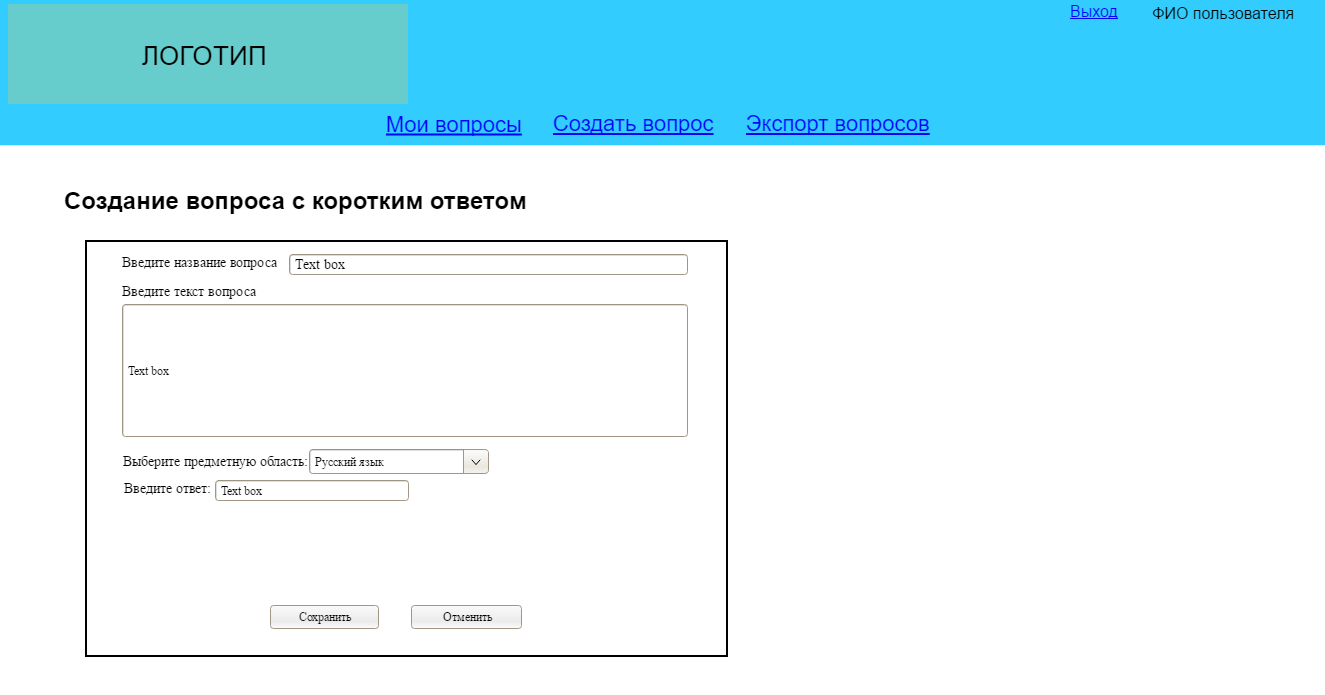 Выход ФИО пользователя
ЛОГОТИП
Мои вопросы Создать вопрос Экспорт вопросов
Создание вопроса с коротким ответом
Введите название вопроса Text box
Введите текст вопроса
Text box
Выберите предметную область: Русский язык
Введите ответ: Text box
Сохранить Отменить